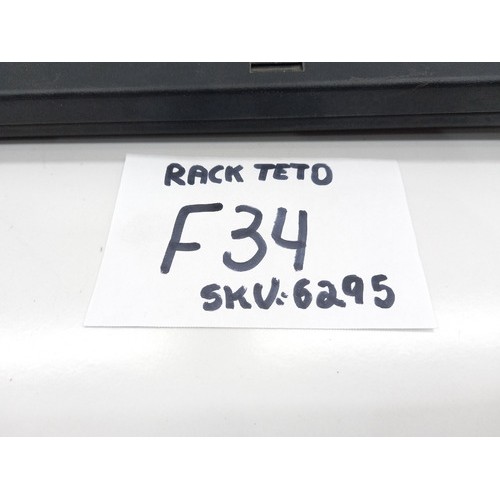 RACK TETO
F34
SKU: 6295